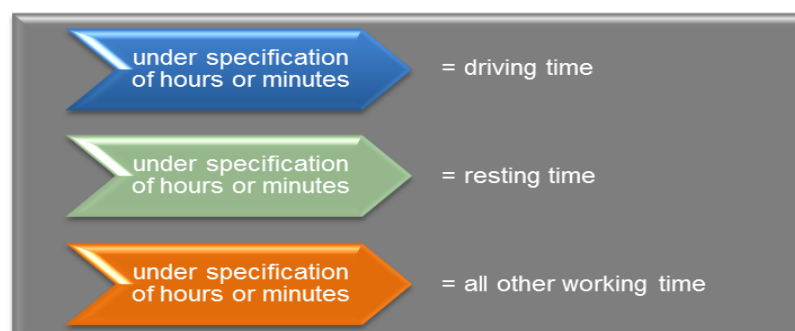 under specification
of hours or minutes
= driving time
under specification
of hours or minutes
= resting time
under specification
of hours or minutes
= all other working time